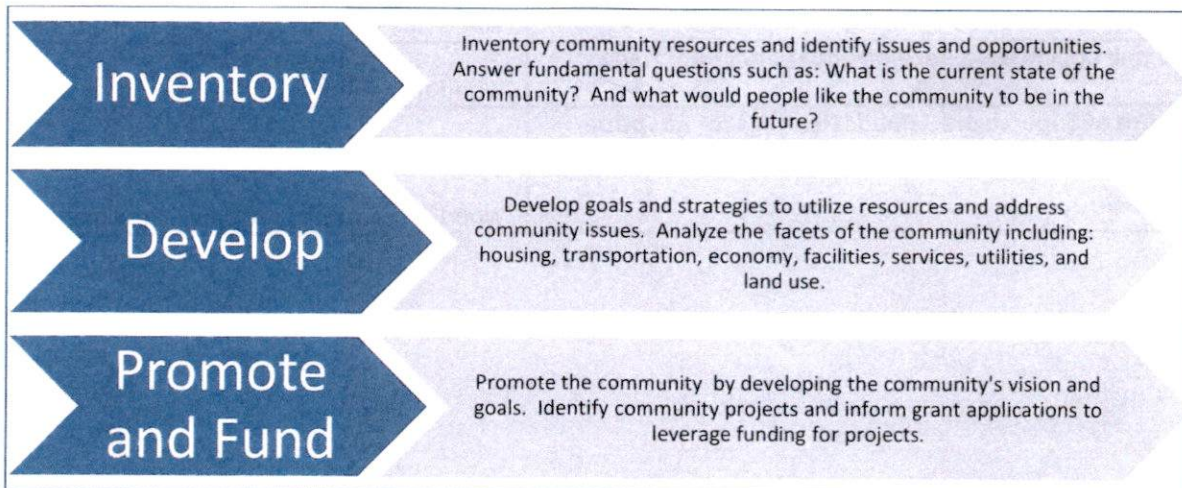 Inventory
Inventory community resources and identify issues and opportunities.
Answer fundamental questions such as: What is the current state of the
community?  And what would people like the community to be in the
future?
Develop
Develop goals and strategies to utilize resources and address
community issues.  Analyze the  facets of the community including:
housing, transportation, economy, facilities, services, utilities, and
land use.
Promote
and Fund
Promote the community  by developing the community's vision and
goals.  Identify community projects and inform grant applications to
leverage funding for projects.